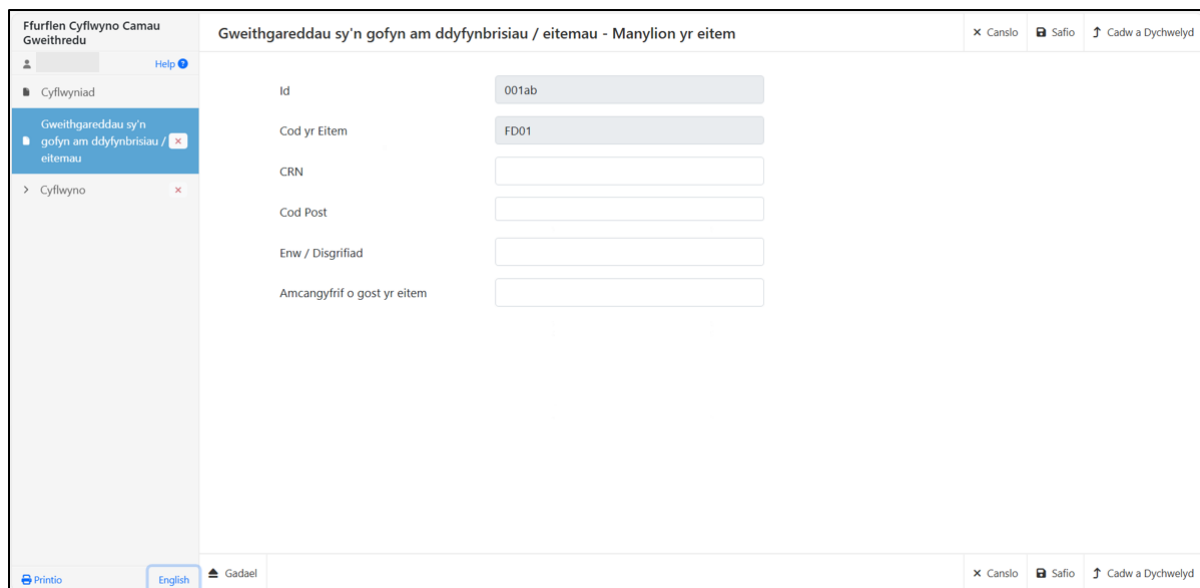 Ffurflen Cyflwyno Camau
Gweithredu
Help
Cyflwyniad
Gweithgareddau sy'n
gofyn am ddyfynbrisiau /
eitemau
Cyflwyno
Printio
English
Gweithgareddau sy'n gofyn am ddyfynbrisiau / eitemau - Manylion yr eitem
Canslo
Safio
Cadw a Dychwelyd
Id
001ab
Cod yr Eitem
FD01
CRN
Cod Post
Enw / Disgrifiad
Amcangyfrif o gost yr eitem
Gadael
Canslo
Safio
Cadw a Dychwelyd